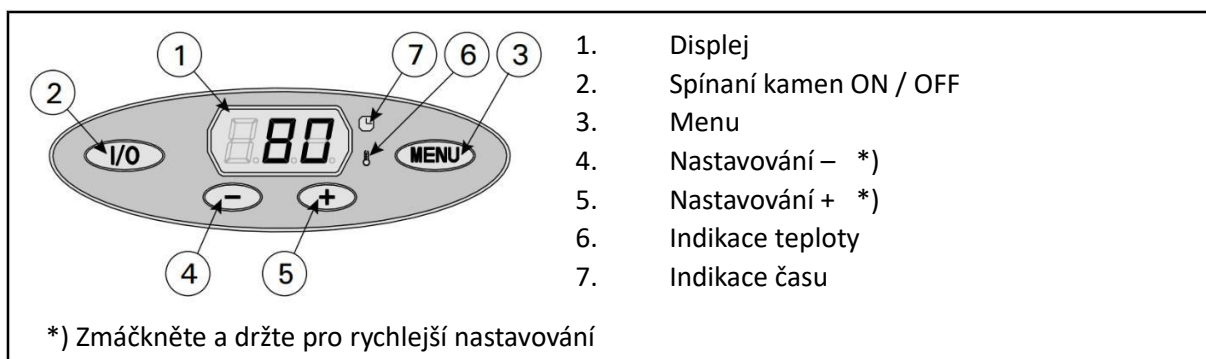 1 7 6 3
2
80
I/O MENU
- +
4 5
1. Displej
2. Spínaní kamen ON / OFF
3. Menu
4. Nastavování – *)
5. Nastavování + *)
6. Indikace teploty
7. Indikace času
*) Zmáčkněte a držte pro rychlejší nastavování